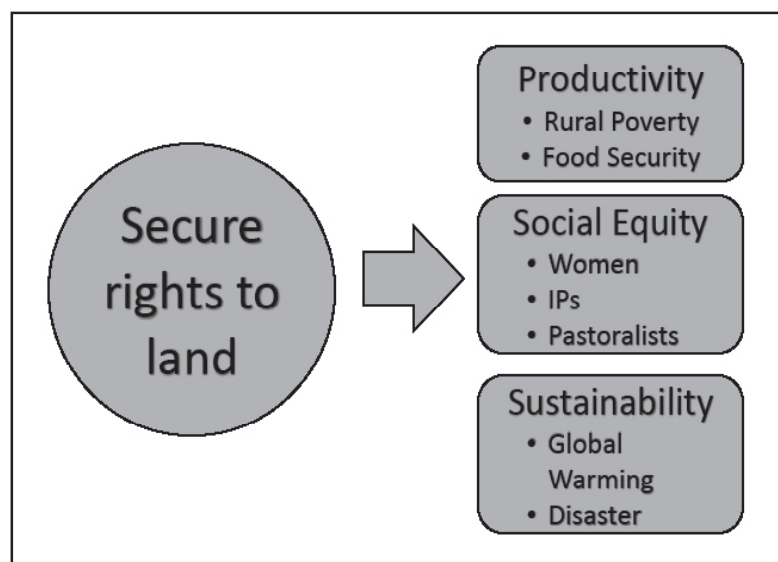 Secure
rights to
land
Productivity
• Rural Poverty
• Food Security
Social Equity
• Women
• IPs
• Pastoralists
Sustainability
• Global
Warming
• Disaster